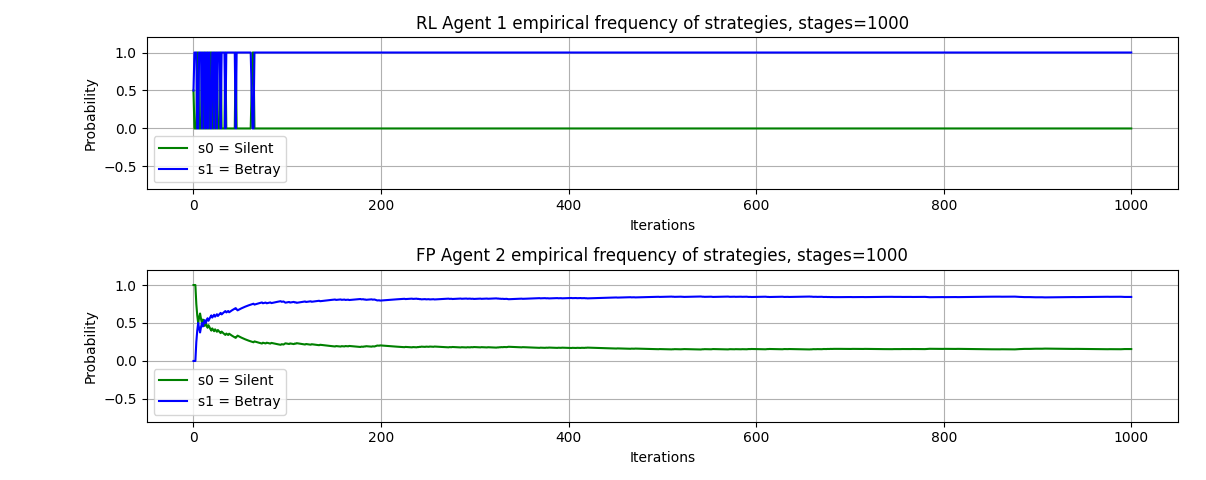 RL Agent 1 empirical frequency of strategies, stages=1000
1.0
0.5
0.0
−0.5
Probability
s0 = Silent
s1 = Betray
0 200 400 600 800 1000
Iterations
FP Agent 2 empirical frequency of strategies, stages=1000
1.0
0.5
0.0
−0.5
Probability
s0 = Silent
s1 = Betray
0 200 400 600 800 1000
Iterations